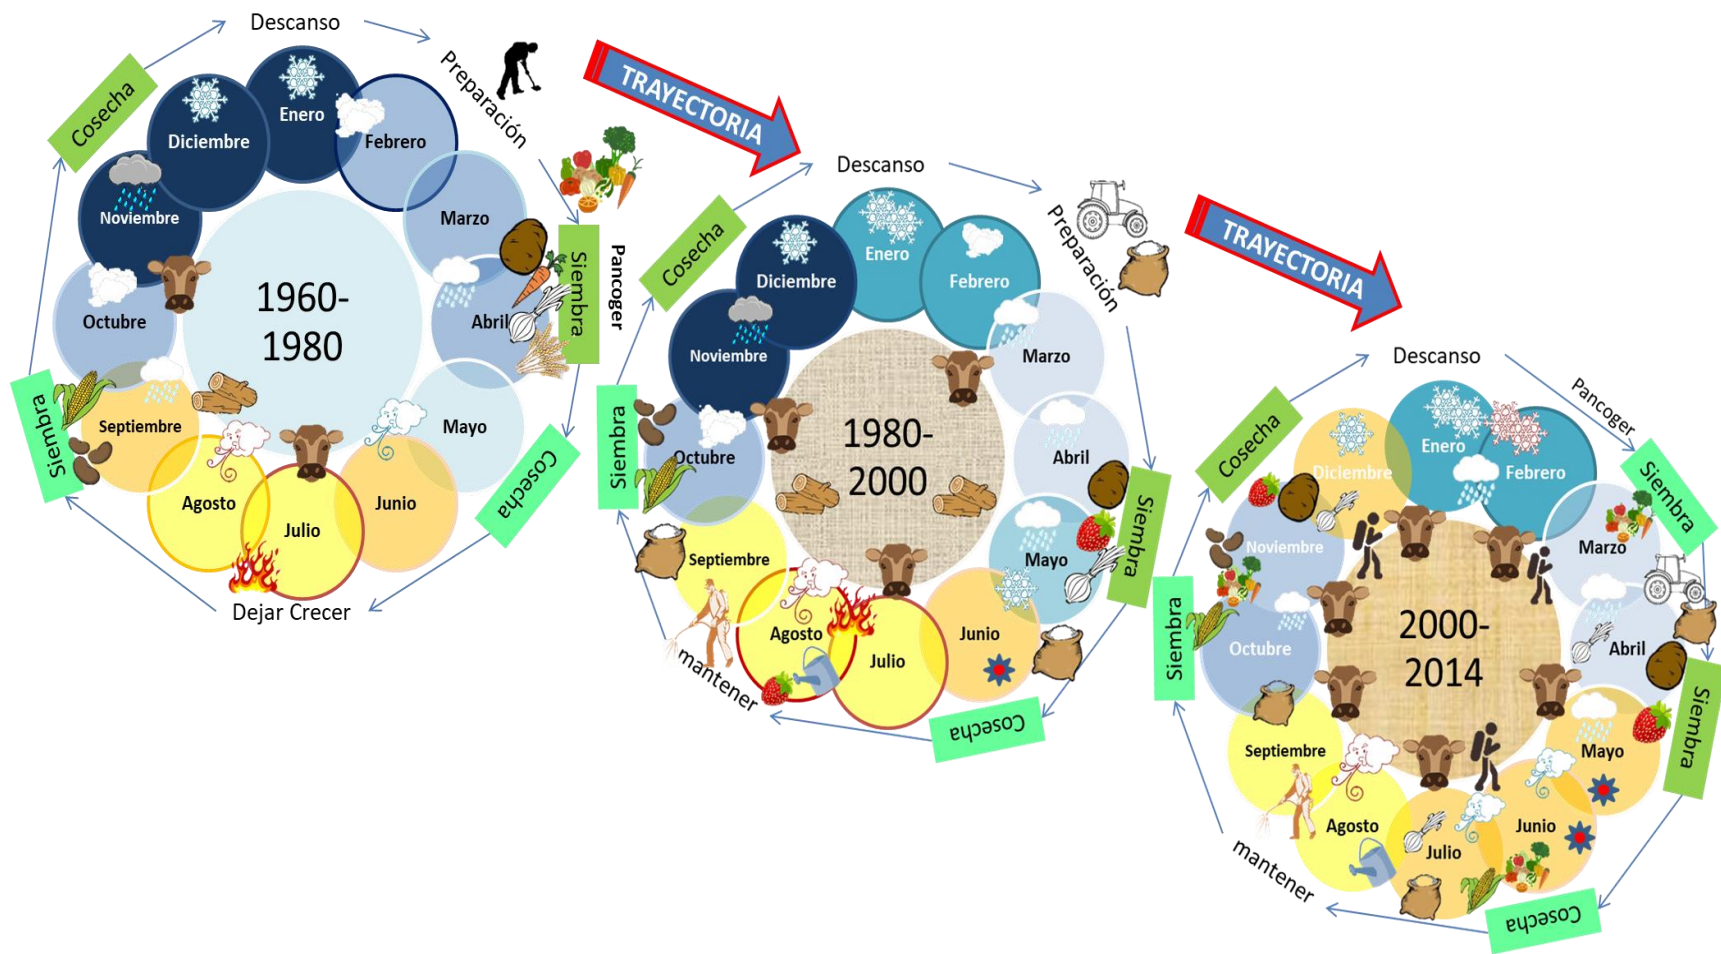 Descanso
Preparación
Cosecha
Enero
Diciembre
Febrero
Noviembre
Marzo
Siembra
Pancoger
Octubre
Abril
1960-
1980
Siembra
Septiembre
Mayo
Cosecha
Agosto
Junio
Julio
Dejar Crecer
TRAYECTORIA
Descanso
Preparación
Cosecha
Enero
Diciembre
Febrero
Noviembre
Marzo
Siembra
Octubre
Abril
1980-
2000
Siembra
Septiembre
Mayo
Agosto
Junio
Julio
mantener
Cosecha
TRAYECTORIA
Descanso
Pancoger
Cosecha
Enero
Diciembre
Febrero
Siembra
Noviembre
Marzo
Siembra
Octubre
Abril
2000-
2014
Siembra
Septiembre
Mayo
Agosto
Junio
Julio
mantener
Cosecha